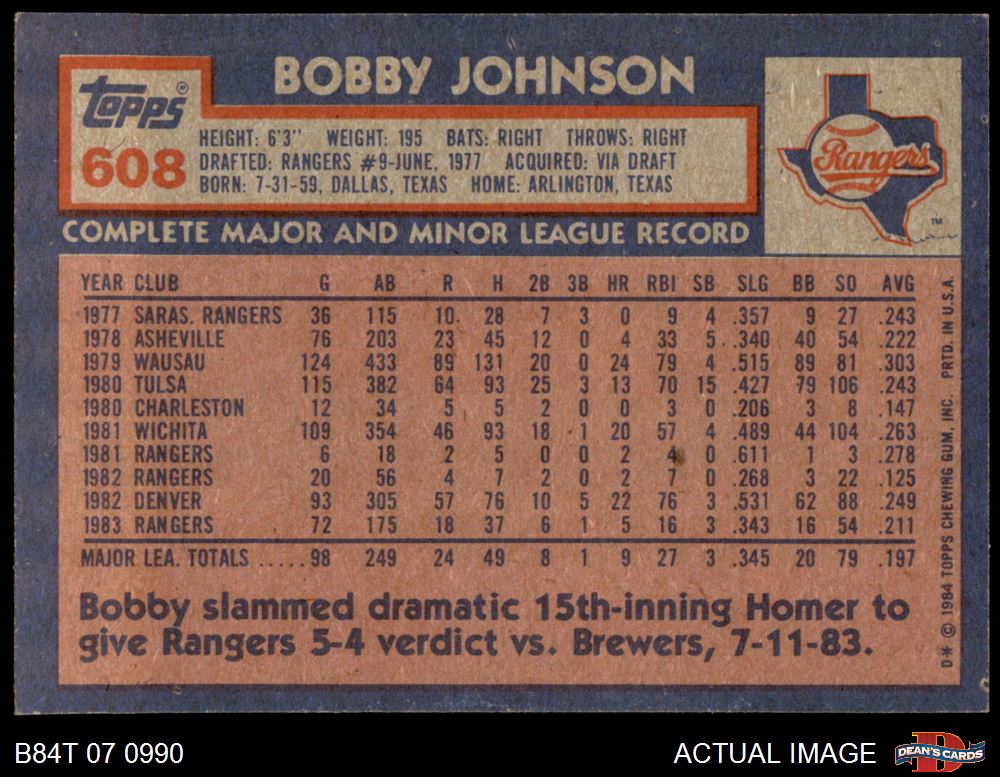 BOBBY JOHNSON
Topps®
608
HEIGHT: 6'3" WEIGHT: 195 BATS: RIGHT THROWS: RIGHT
DRAFTED: RANGERS #9-JUNE, 1977 ACQUIRED: VIA DRAFT
BORN: 7-31-59, DALLAS, TEXAS HOME: ARLINGTON, TEXAS
Rangers
TM
COMPLETE MAJOR AND MINOR LEAGUE RECORD
YEAR CLUB G AB R H 2B 3B HR RBI SB SLG BB SO AVG
1977 SARAS. RANGERS 36 115 10. 28 7 3 0 9 4 .357 9 27 .243
1978 ASHEVILLE 76 203 23 45 12 0 4 33 5 .340 40 54 .222
1979 WAUSAU 124 433 89 131 20 0 24 79 4 .515 89 81 .303
1980 TULSA 115 382 64 93 25 3 13 70 15 .427 79 106 .243
1980 CHARLESTON 12 34 5 5 2 0 0 3 0 .206 3 8 .147
1981 WICHITA 109 354 46 93 18 1 20 57 4 .489 44 104 .263
1981 RANGERS 6 18 2 5 0 0 2 4 0 .611 1 3 .278
1982 RANGERS 20 56 4 7 2 0 2 7 0 .268 3 22 .125
1982 DENVER 93 305 57 76 10 5 22 76 3 .531 62 88 .249
1983 RANGERS 72 175 18 37 6 1 5 16 3 .343 16 54 .211
MAJOR LEA. TOTALS .....98 249 24 49 8 1 9 27 3 .345 20 79 .197
Bobby slammed dramatic 15th-inning Homer to
give Rangers 5-4 verdict vs. Brewers, 7-11-83.
D* © 1984 TOPPS CHEWING GUM, INC. PRTD. IN U.S.A.
B84T 07 0990
ACTUAL IMAGE
D
DEAN'S CARDS